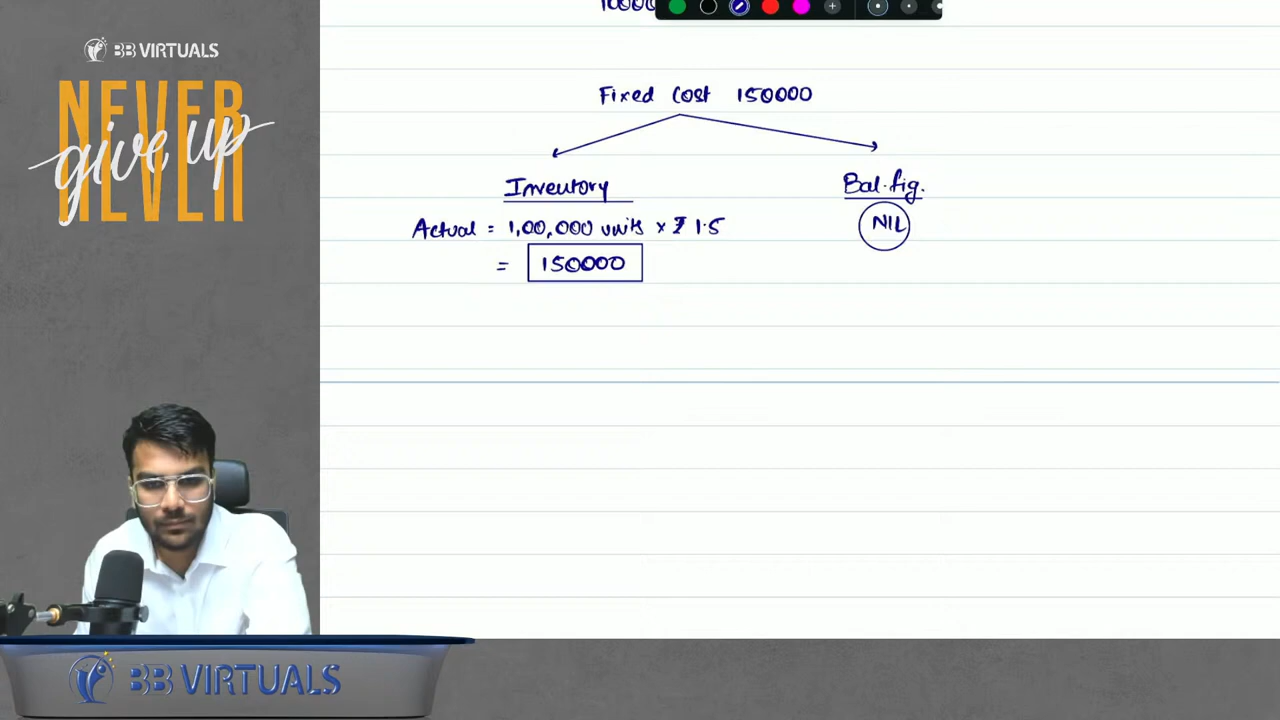 BB VIRTUALS
NEVER
give up
NEVER
Fixed Cost 150000
Inventory
Bal. fig.
Actual = 1,00,000 units × ₹ 1.5
NIL
= 150000
BB VIRTUALS